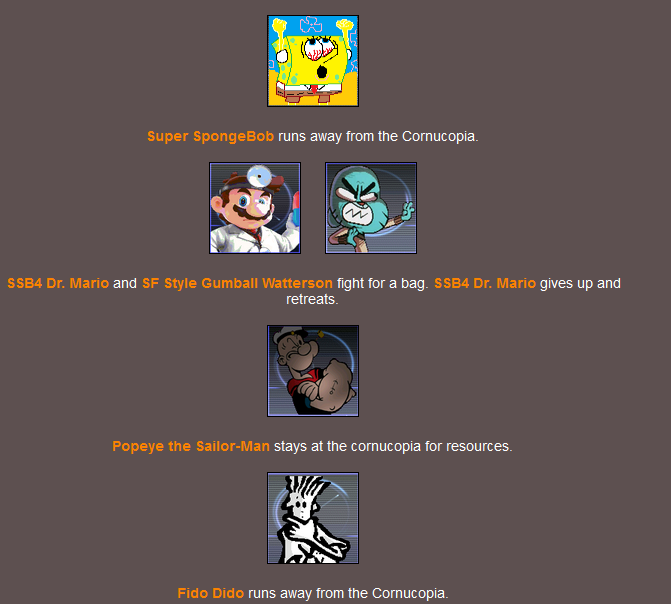 Super SpongeBob runs away from the Cornucopia.
SSB4 Dr. Mario and SF Style Gumball Watterson fight for a bag. SSB4 Dr. Mario gives up and
retreats.
Popeye the Sailor-Man stays at the cornucopia for resources.
Fido Dido runs away from the Cornucopia.